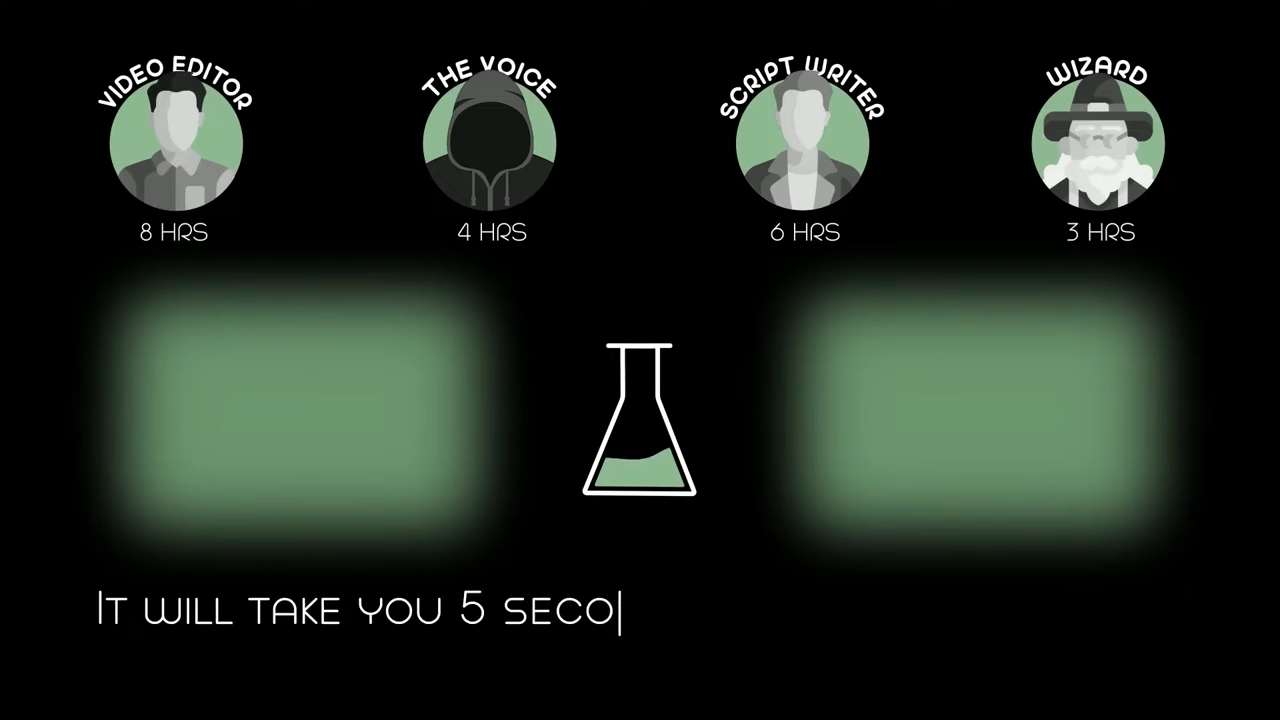 VIDEO EDITOR
THE VOICE
SCRIPT WRITER
WIZARD
8 HRS
4 HRS
6 HRS
3 HRS
IT WILL TAKE YOU 5 SECO